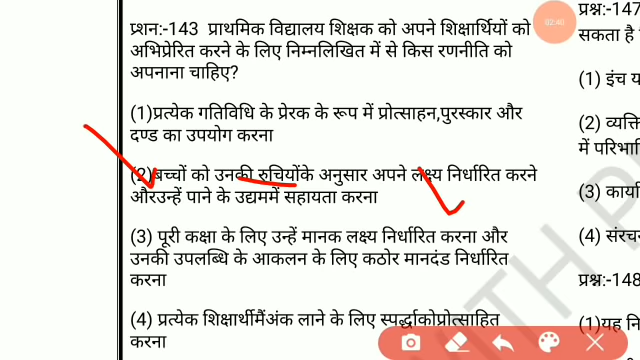 प्रशन:-143 प्राथमिक विद्यालय शिक्षक को अपने शिक्षार्थियों को
अभिप्रेरित करने के लिए निम्नलिखित में से किस रणनीति को
अपनाना चाहिए?
(1)प्रत्येक गतिविधि के प्रेरक के रूप में प्रोत्साहन,पुरस्कार और
दण्ड का उपयोग करना
(2)बच्चों को उनकी रुचियोंके अनुसार अपने लक्ष्य निर्धारित करने
औरउन्हें पाने के उद्यममें सहायता करना
(3) पूरी कक्षा के लिए उन्हें मानक लक्ष्य निर्धारित करना और
उनकी उपलब्धि के आकलन के लिए कठोर मानदंड निर्धारित
करना
(4) प्रत्येक शिक्षार्थीमैंअंक लाने के लिए स्पर्द्धाकोप्रोत्साहित
करना
प्रश्न:-147
सकता है
(1) इंच य
(2) व्यक्ति
में परिभा
(3) कार्या
(4) संरच
प्रश्न:-148
(1)यह नि
02:40